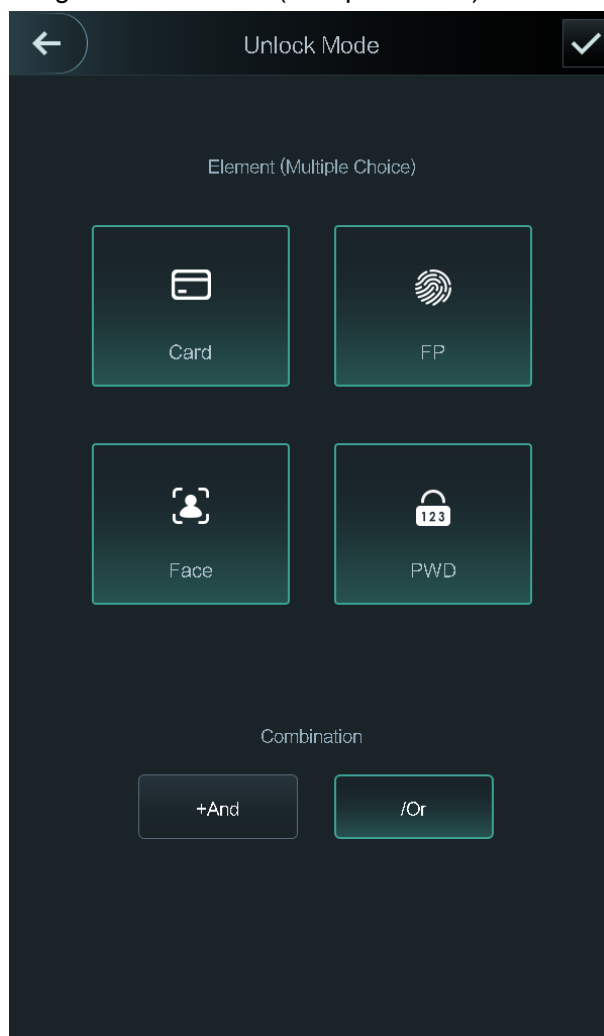 Unlock Mode
Element (Multiple Choice)
Card
FP
123
Face
PWD
Combination
+And
/Or